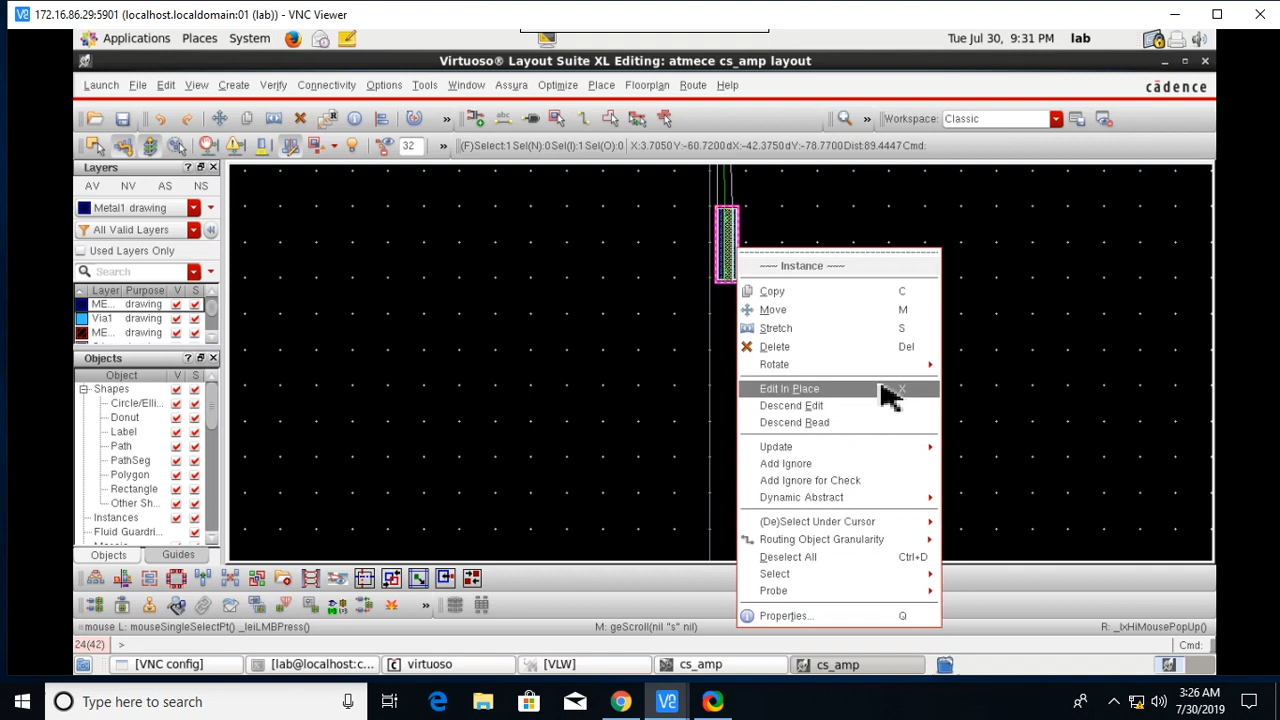 172.16.86.29:5901 (localhost.localdomain:01 (lab)) - VNC Viewer
Applications Places System Tue Jul 30, 9:31 PM lab
Virtuoso® Layout Suite XL Editing: atmece cs_amp layout
Launch File Edit View Create Verify Connectivity Options Tools Window Assura Optimize Place Floorplan Route Help cādence
» » Workspace: Classic
32 » (F)Select:1 Sel(N):0 Sel(I):1 Sel(O):0 X:3.7050 Y:-60.7200 dX:-42.3750 dY:-78.7700 Dist:89.4447 Cmd:
Layers
AV NV AS NS
Metal1 drawing
All Valid Layers
Used Layers Only
Search
Layer Purpose V S
ME... drawing
Via1 drawing
ME... drawing
Objects
Object V S
Shapes
Circle/Elli...
Donut
Label
Path
PathSeg
Polygon
Rectangle
Other Sh...
Instances
Fluid Guardri...
Objects Guides
~~~ Instance ~~~
Copy C
Move M
Stretch S
Delete Del
Rotate
Edit In Place X
Descend Edit
Descend Read
Update
Add Ignore
Add Ignore for Check
Dynamic Abstract
(De)Select Under Cursor
Routing Object Granularity
Deselect All Ctrl+D
Select
Probe
Properties... Q
mouse L: mouseSingleSelectPt() _leiLMBPress() M: geScroll(nil "s" nil) R: _lxHiMousePopUp()
24(42) > Cmd:
[VNC config] [lab@localhost:c... virtuoso [VLW] cs_amp cs_amp
Type here to search
3:26 AM
7/30/2019